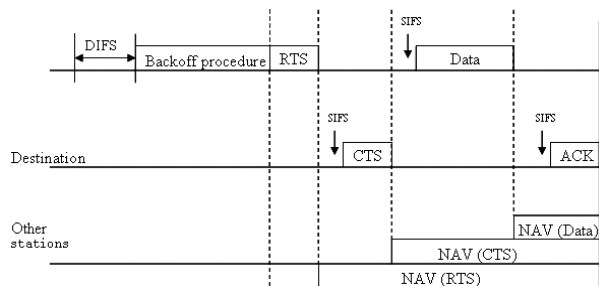 SIFS
DIFS
Backoff procedure
RTS
Data
SIFS
SIFS
Destination
CTS
ACK
Other
stations
NAV (Data)
NAV (CTS)
NAV (RTS)